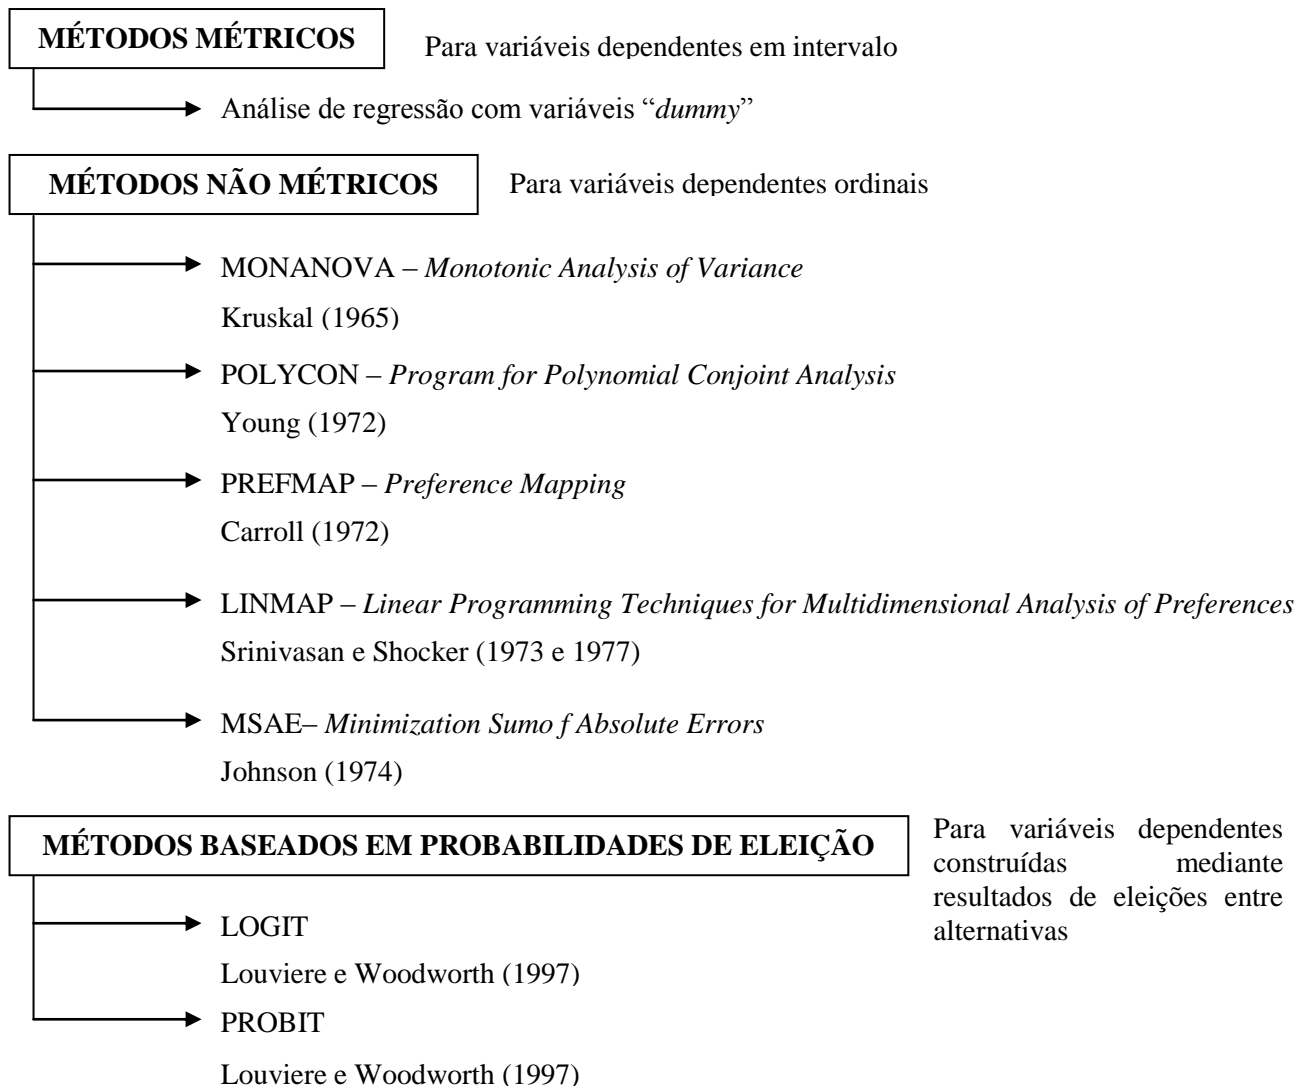 MÉTODOS MÉTRICOS
Para variáveis dependentes em intervalo
Análise de regressão com variáveis “dummy”
MÉTODOS NÃO MÉTRICOS
Para variáveis dependentes ordinais
MONANOVA – Monotonic Analysis of Variance
Kruskal (1965)
POLYCON – Program for Polynomial Conjoint Analysis
Young (1972)
PREFMAP – Preference Mapping
Carroll (1972)
LINMAP – Linear Programming Techniques for Multidimensional Analysis of Preferences
Srinivasan e Shocker (1973 e 1977)
MSAE– Minimization Sumo f Absolute Errors
Johnson (1974)
MÉTODOS BASEADOS EM PROBABILIDADES DE ELEIÇÃO
Para variáveis dependentes
construídas mediante
resultados de eleições entre
alternativas
LOGIT
Louviere e Woodworth (1997)
PROBIT
Louviere e Woodworth (1997)